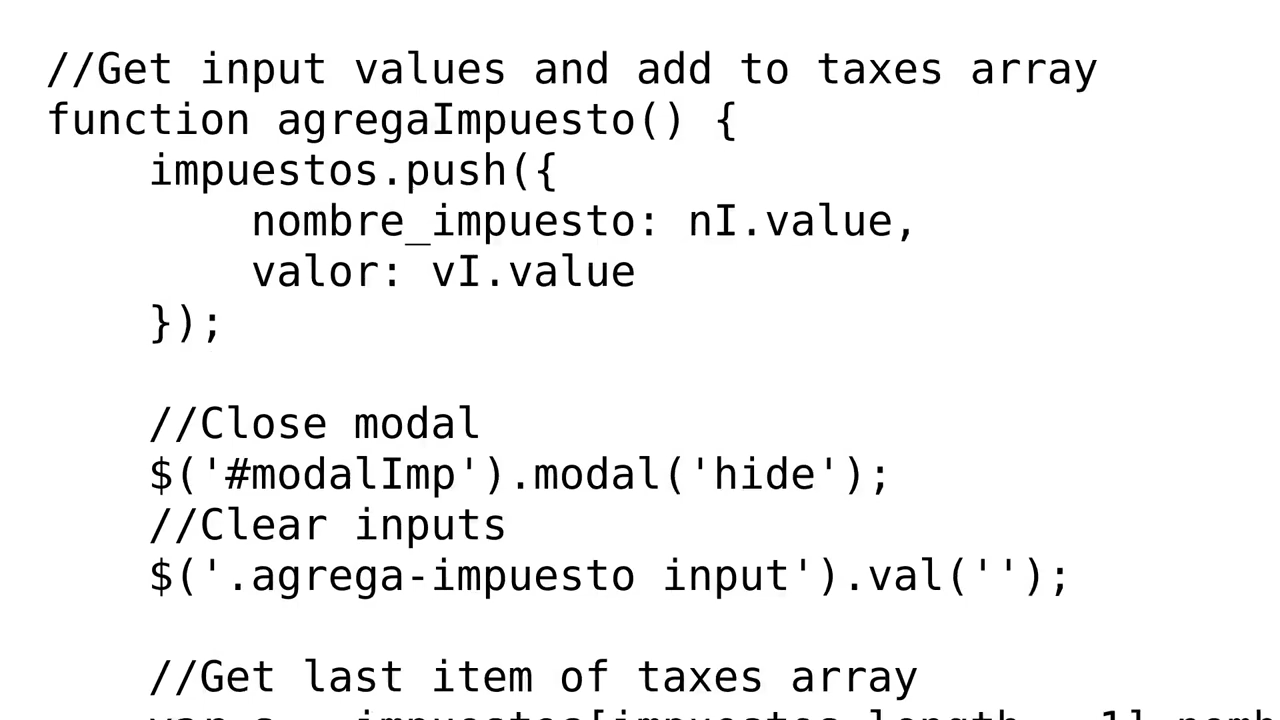 //Get input values and add to taxes array
function agregaImpuesto() {
    impuestos.push({
        nombre_impuesto: nI.value,
        valor: vI.value
    });

    //Close modal
    $('#modalImp').modal('hide');
    //Clear inputs
    $('.agrega-impuesto input').val('');

    //Get last item of taxes array